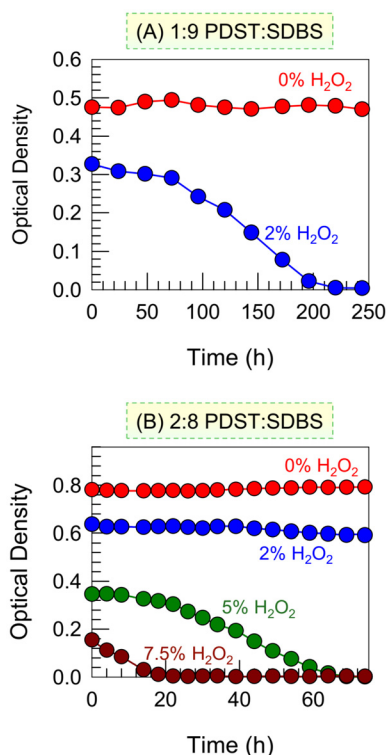 (A) 1:9 PDST:SDBS
0.6
0.5
0.4
0.3
0.2
0.1
0.0
Optical Density
0% H₂O₂
2% H₂O₂
0 50 100 150 200 250
Time (h)
(B) 2:8 PDST:SDBS
0.8
0.6
0.4
0.2
0.0
Optical Density
0% H₂O₂
2% H₂O₂
5% H₂O₂
7.5% H₂O₂
0 20 40 60
Time (h)